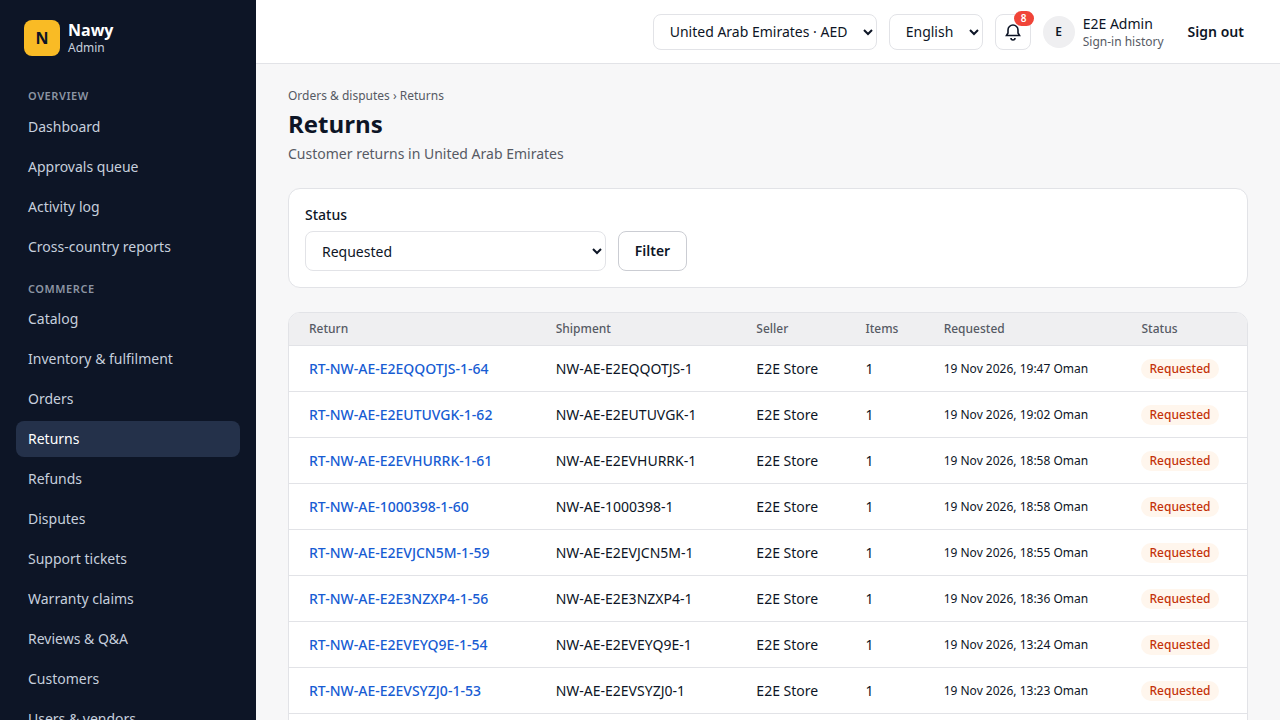 N
Nawy
Admin
OVERVIEW
Dashboard
Approvals queue
Activity log
Cross-country reports
COMMERCE
Catalog
Inventory & fulfilment
Orders
Returns
Refunds
Disputes
Support tickets
Warranty claims
Reviews & Q&A
Customers
Users & vendors
United Arab Emirates · AED
English
8
E
E2E Admin
Sign-in history
Sign out
Orders & disputes › Returns
Returns
Customer returns in United Arab Emirates
Status
Requested
Filter
Return Shipment Seller Items Requested Status
RT-NW-AE-E2EQQOTJS-1-64 NW-AE-E2EQQOTJS-1 E2E Store 1 19 Nov 2026, 19:47 Oman Requested
RT-NW-AE-E2EUTUVGK-1-62 NW-AE-E2EUTUVGK-1 E2E Store 1 19 Nov 2026, 19:02 Oman Requested
RT-NW-AE-E2EVHURRK-1-61 NW-AE-E2EVHURRK-1 E2E Store 1 19 Nov 2026, 18:58 Oman Requested
RT-NW-AE-1000398-1-60 NW-AE-1000398-1 E2E Store 1 19 Nov 2026, 18:58 Oman Requested
RT-NW-AE-E2EVJCN5M-1-59 NW-AE-E2EVJCN5M-1 E2E Store 1 19 Nov 2026, 18:55 Oman Requested
RT-NW-AE-E2E3NZXP4-1-56 NW-AE-E2E3NZXP4-1 E2E Store 1 19 Nov 2026, 18:36 Oman Requested
RT-NW-AE-E2EVEYQ9E-1-54 NW-AE-E2EVEYQ9E-1 E2E Store 1 19 Nov 2026, 13:24 Oman Requested
RT-NW-AE-E2EVSYZJ0-1-53 NW-AE-E2EVSYZJ0-1 E2E Store 1 19 Nov 2026, 13:23 Oman Requested